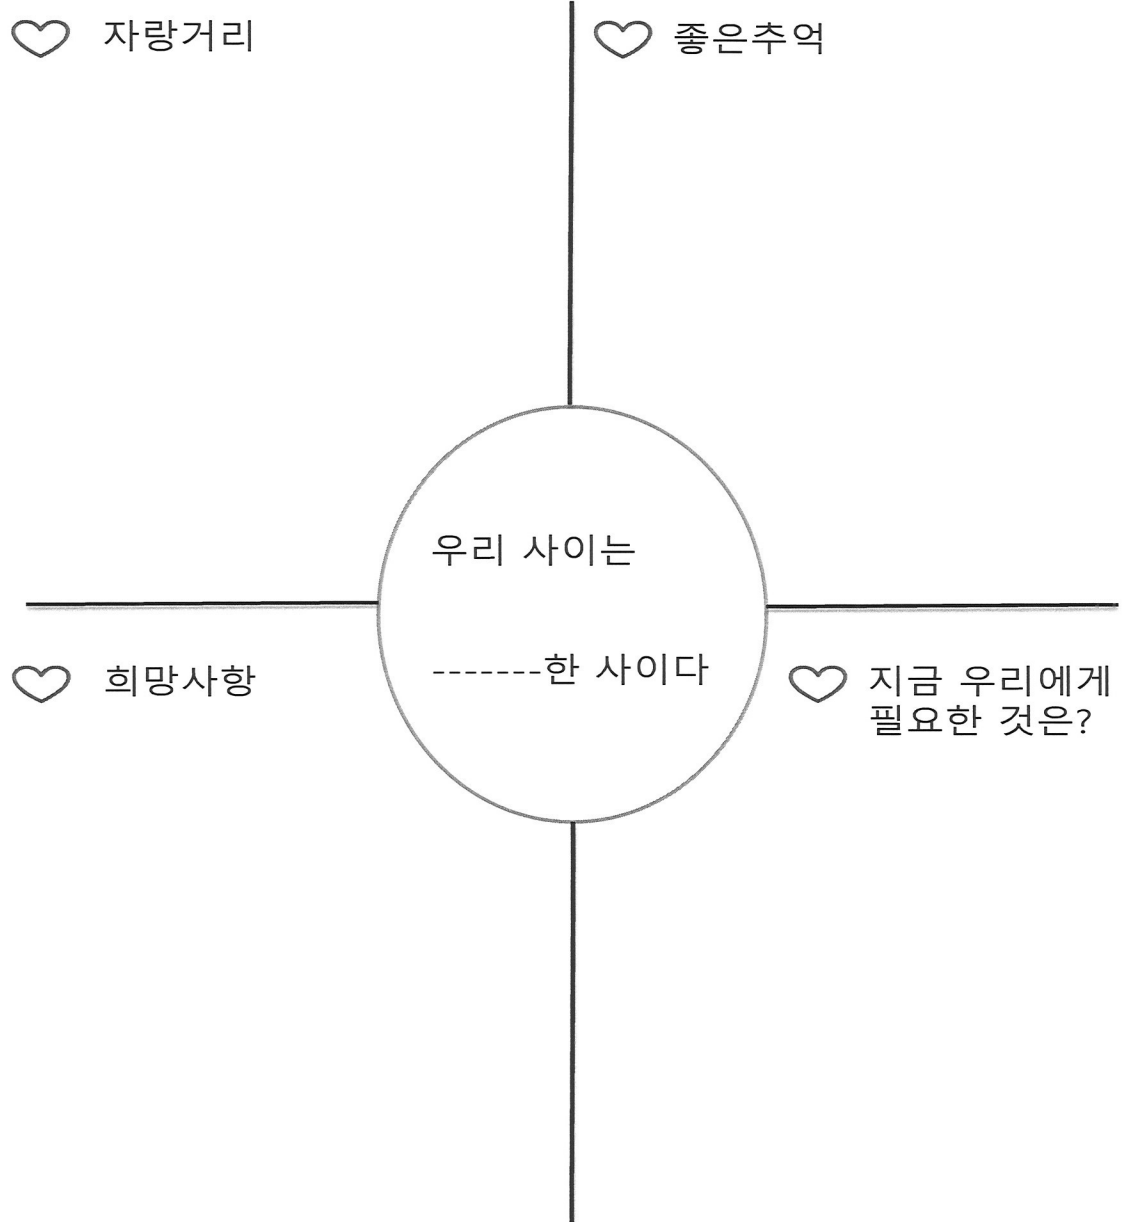 자랑거리
좋은추억
우리 사이는
-------한 사이다
희망사항
지금 우리에게
필요한 것은?